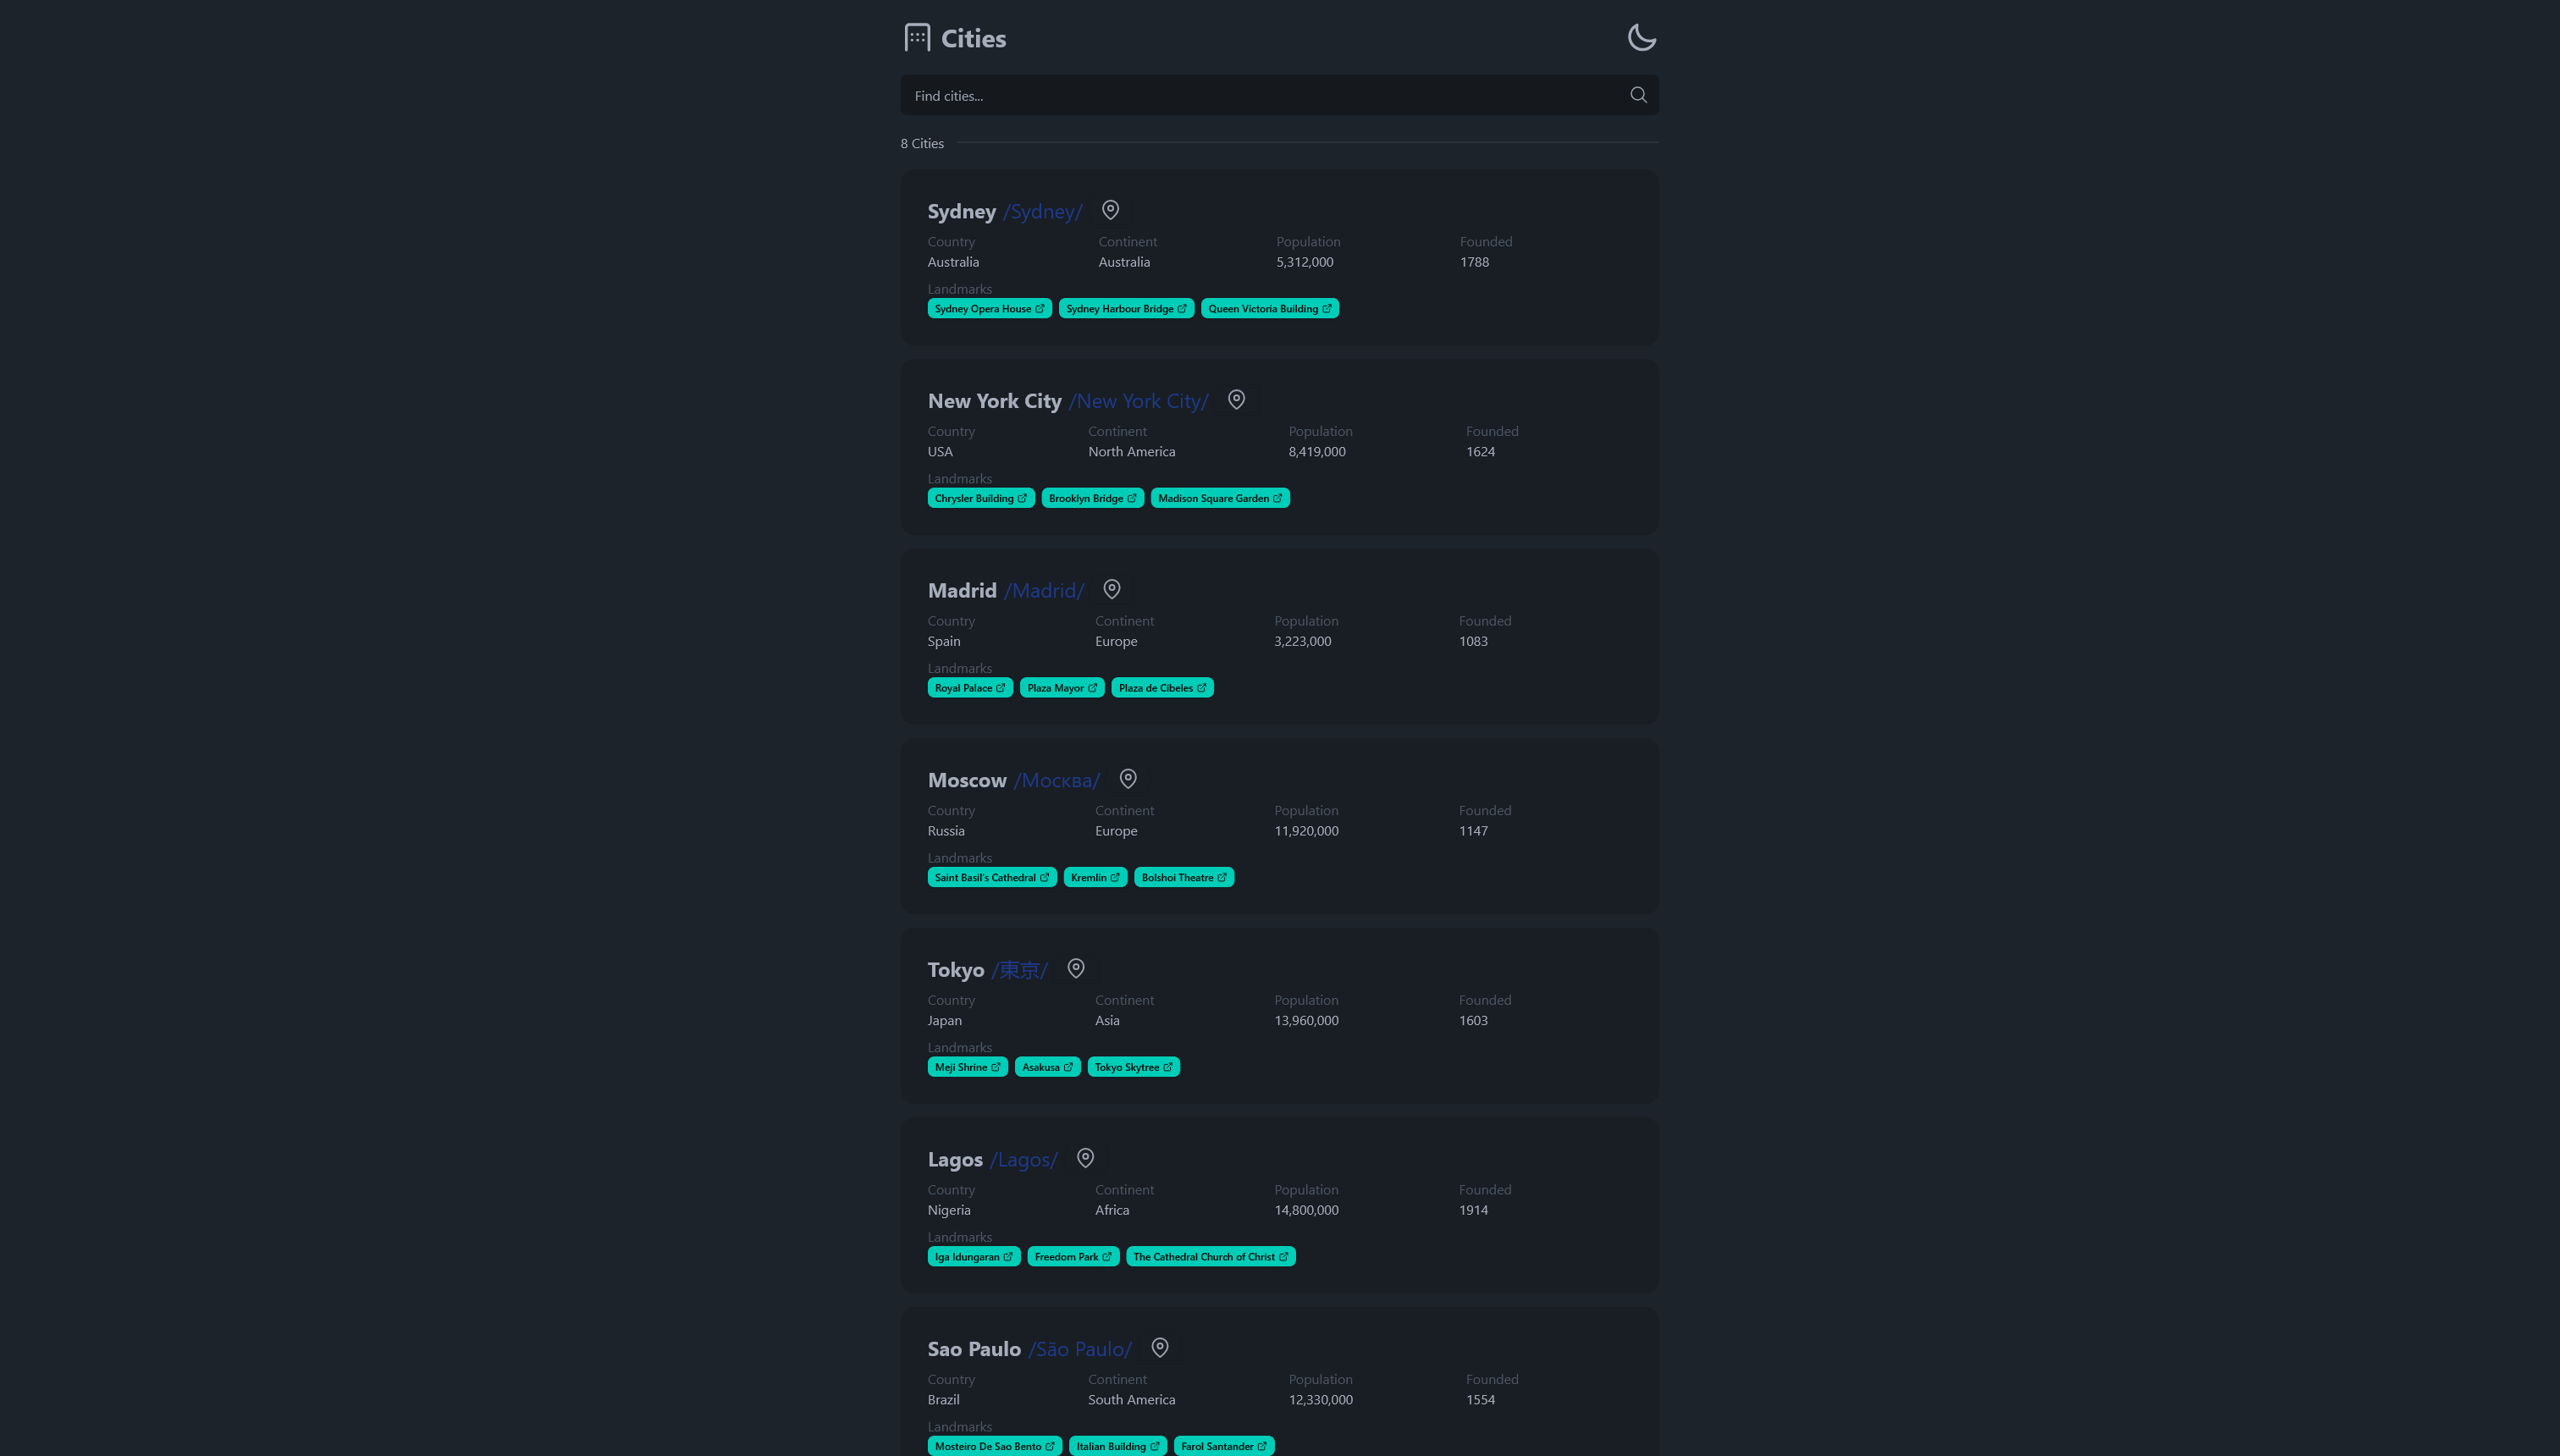 Cities
Find cities...
8 Cities
Sydney /Sydney/
Country Continent Population Founded
Australia Australia 5,312,000 1788
Landmarks
Sydney Opera House Sydney Harbour Bridge Queen Victoria Building
New York City /New York City/
Country Continent Population Founded
USA North America 8,419,000 1624
Landmarks
Chrysler Building Brooklyn Bridge Madison Square Garden
Madrid /Madrid/
Country Continent Population Founded
Spain Europe 3,223,000 1083
Landmarks
Royal Palace Plaza Mayor Plaza de Cibeles
Moscow /Москва/
Country Continent Population Founded
Russia Europe 11,920,000 1147
Landmarks
Saint Basil's Cathedral Kremlin Bolshoi Theatre
Tokyo /東京/
Country Continent Population Founded
Japan Asia 13,960,000 1603
Landmarks
Meji Shrine Asakusa Tokyo Skytree
Lagos /Lagos/
Country Continent Population Founded
Nigeria Africa 14,800,000 1914
Landmarks
Iga Idungaran Freedom Park The Cathedral Church of Christ
Sao Paulo /São Paulo/
Country Continent Population Founded
Brazil South America 12,330,000 1554
Landmarks
Mosteiro De Sao Bento Italian Building Farol Santander